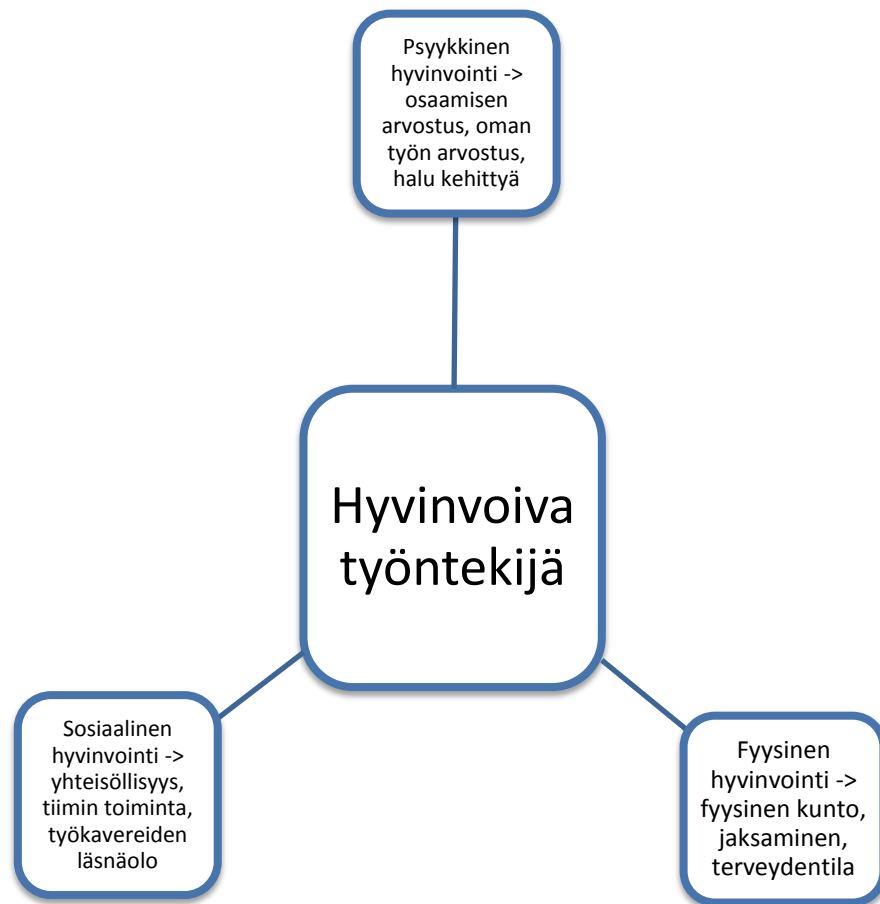 Psyykkinen
hyvinvointi ->
osaamisen
arvostus, oman
työn arvostus,
halu kehittyä
Hyvinvoiva
työntekijä
Sosiaalinen
hyvinvointi ->
yhteisöllisyys,
tiimin toiminta,
työkavereiden
läsnäolo
Fyysinen
hyvinvointi ->
fyysinen kunto,
jaksaminen,
terveydentila